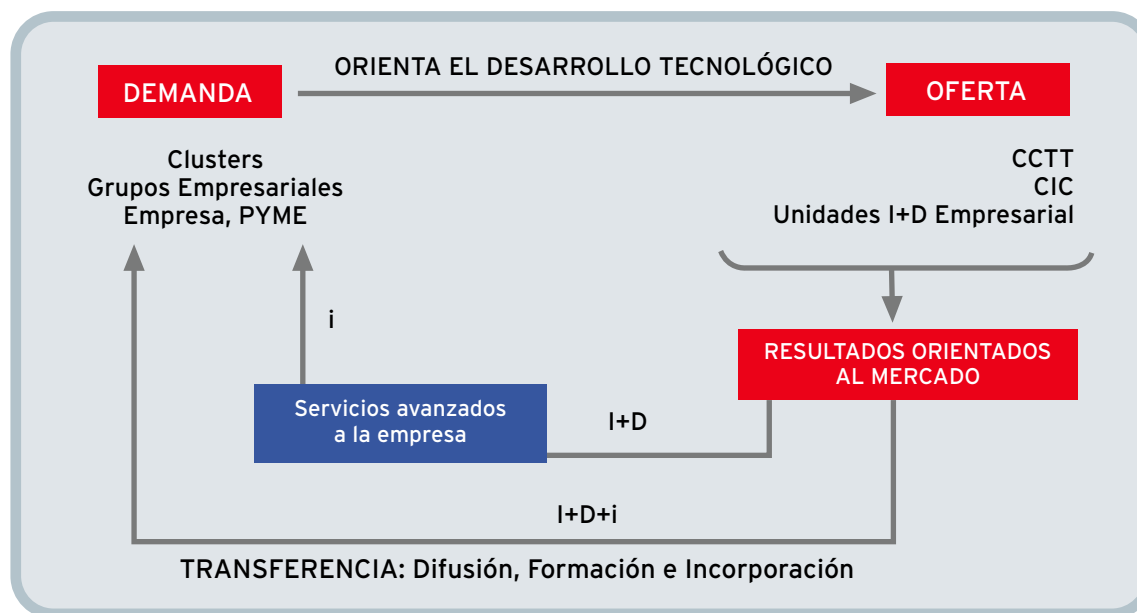 ORIENTA EL DESARROLLO TECNOLÓGICO
DEMANDA
OFERTA
Clusters
Grupos Empresariales
Empresa, PYME
CCTT
CIC
Unidades I+D Empresarial
i
RESULTADOS ORIENTADOS
AL MERCADO
Servicios avanzados
a la empresa
I+D
I+D+i
TRANSFERENCIA: Difusión, Formación e Incorporación